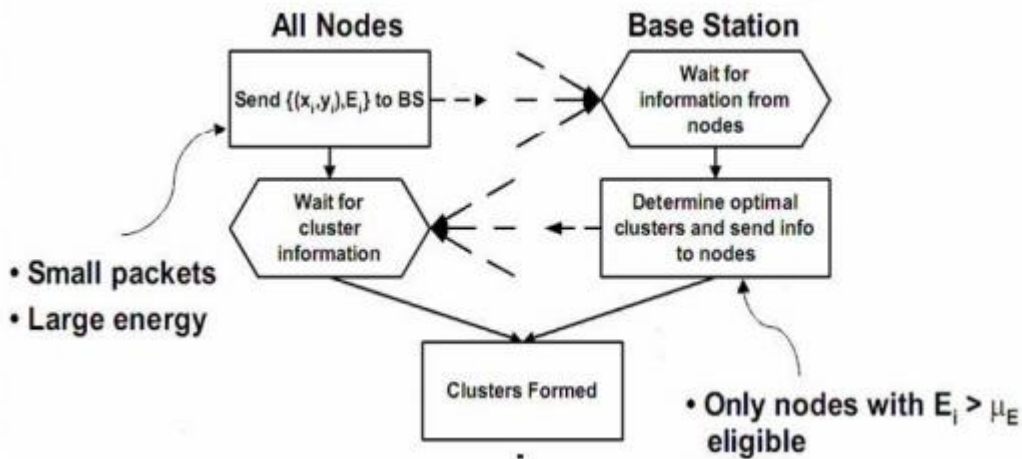 All Nodes
Base Station
Send {(xᵢ,yᵢ),Eᵢ} to BS
Wait for
information from
nodes
Wait for
cluster
information
Determine optimal
clusters and send info
to nodes
• Small packets
• Large energy
Clusters Formed
• Only nodes with Eᵢ > μ_E
eligible